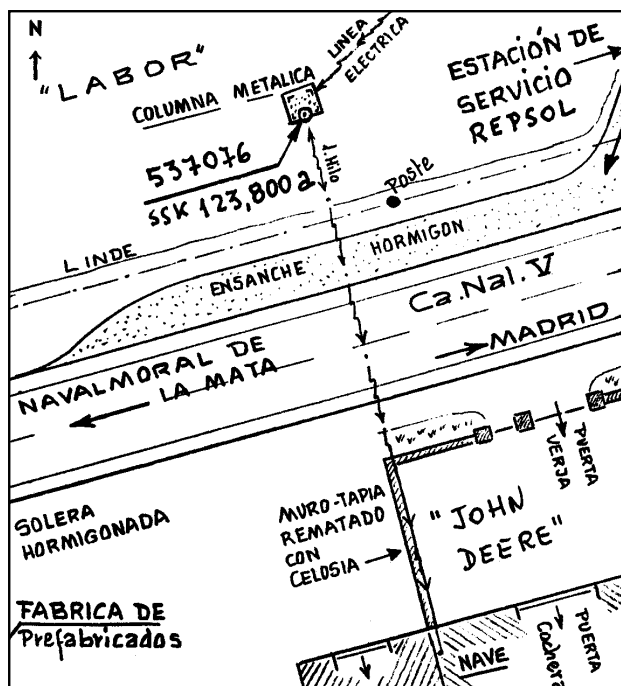 N
"LABOR"
LINEA
ELECTRICA
COLUMNA METALICA
ESTACIÓN DE
SERVICIO
REPSOL
537076
SSK 123,800 a
1. Hilo
Poste
LINDE
ENSANCHE HORMIGON
Ca.Nal.V
MADRID
NAVALMORAL DE
LA MATA
PUERTA
VERJA
SOLERA
HORMIGONADA
MURO-TAPIA
REMATADO
CON
CELOSIA
"JOHN
DEERE"
FABRICA DE
Prefabricados
NAVE
PUERTA
Cochera